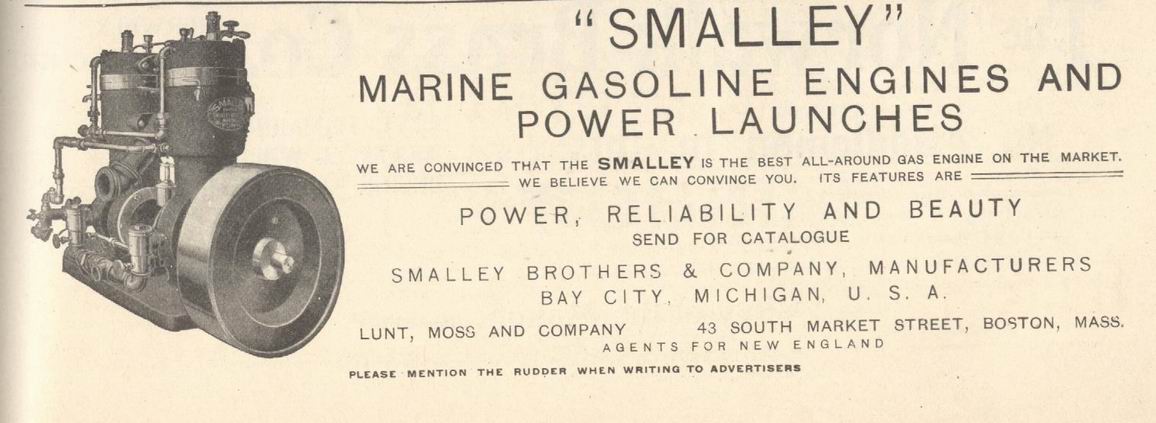 "SMALLEY"
MARINE GASOLINE ENGINES AND
POWER LAUNCHES
WE ARE CONVINCED THAT THE SMALLEY IS THE BEST ALL-AROUND GAS ENGINE ON THE MARKET.
WE BELIEVE WE CAN CONVINCE YOU. ITS FEATURES ARE
POWER, RELIABILITY AND BEAUTY
SEND FOR CATALOGUE
SMALLEY BROTHERS & COMPANY, MANUFACTURERS
BAY CITY, MICHIGAN, U. S. A.
LUNT, MOSS AND COMPANY 43 SOUTH MARKET STREET, BOSTON, MASS.
AGENTS FOR NEW ENGLAND
PLEASE MENTION THE RUDDER WHEN WRITING TO ADVERTISERS
SMALLEY